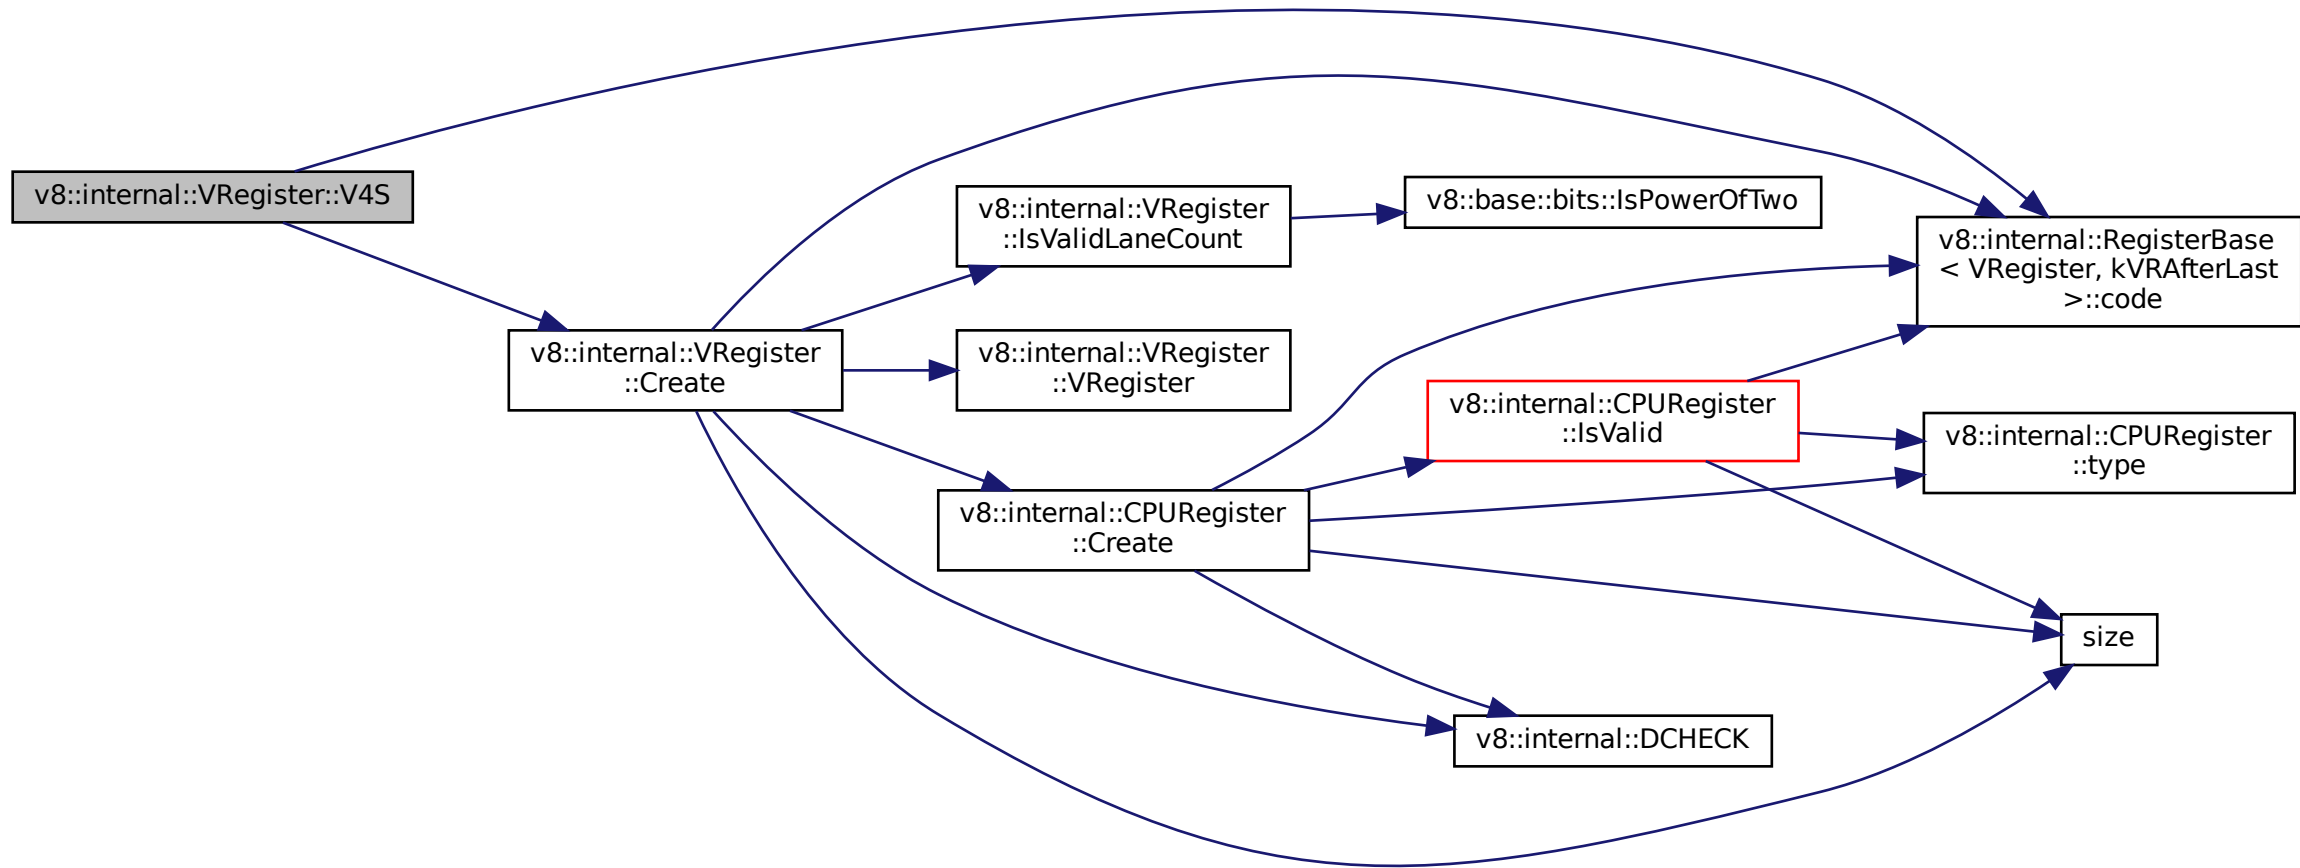 v8::internal::VRegister::V4S
v8::internal::VRegister
::Create
v8::internal::VRegister
::IsValidLaneCount
v8::base::bits::IsPowerOfTwo
v8::internal::RegisterBase
< VRegister, kVRAfterLast
>::code
v8::internal::VRegister
::VRegister
v8::internal::CPURegister
::IsValid
v8::internal::CPURegister
::type
v8::internal::CPURegister
::Create
size
v8::internal::DCHECK